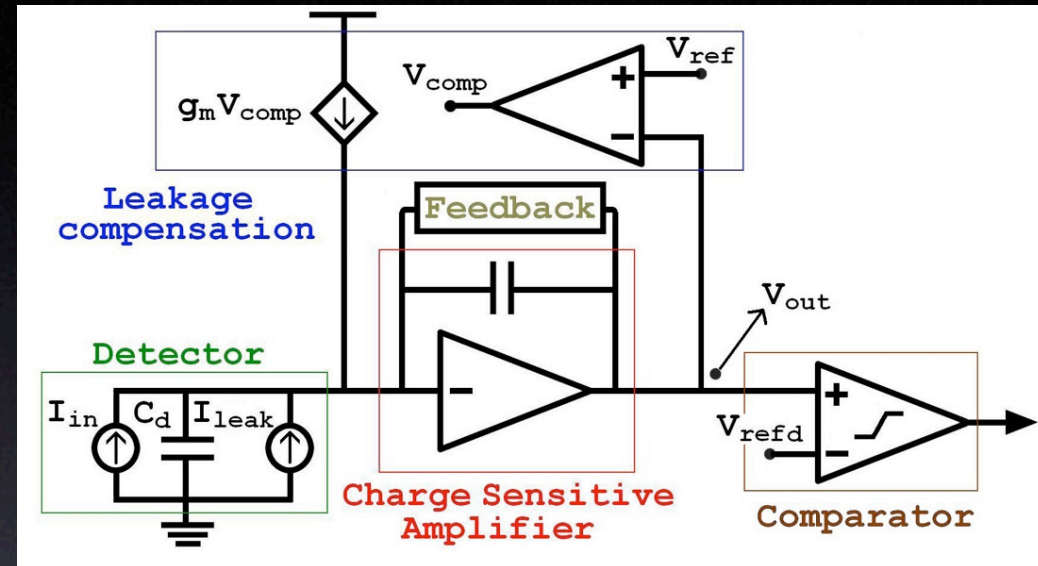 V_ref
V_comp
+
g_mV_comp
−
Leakage
compensation
Feedback
V_out
Detector
I_in C_d I_leak
−
+
V_refd
−
Charge Sensitive
Amplifier
Comparator